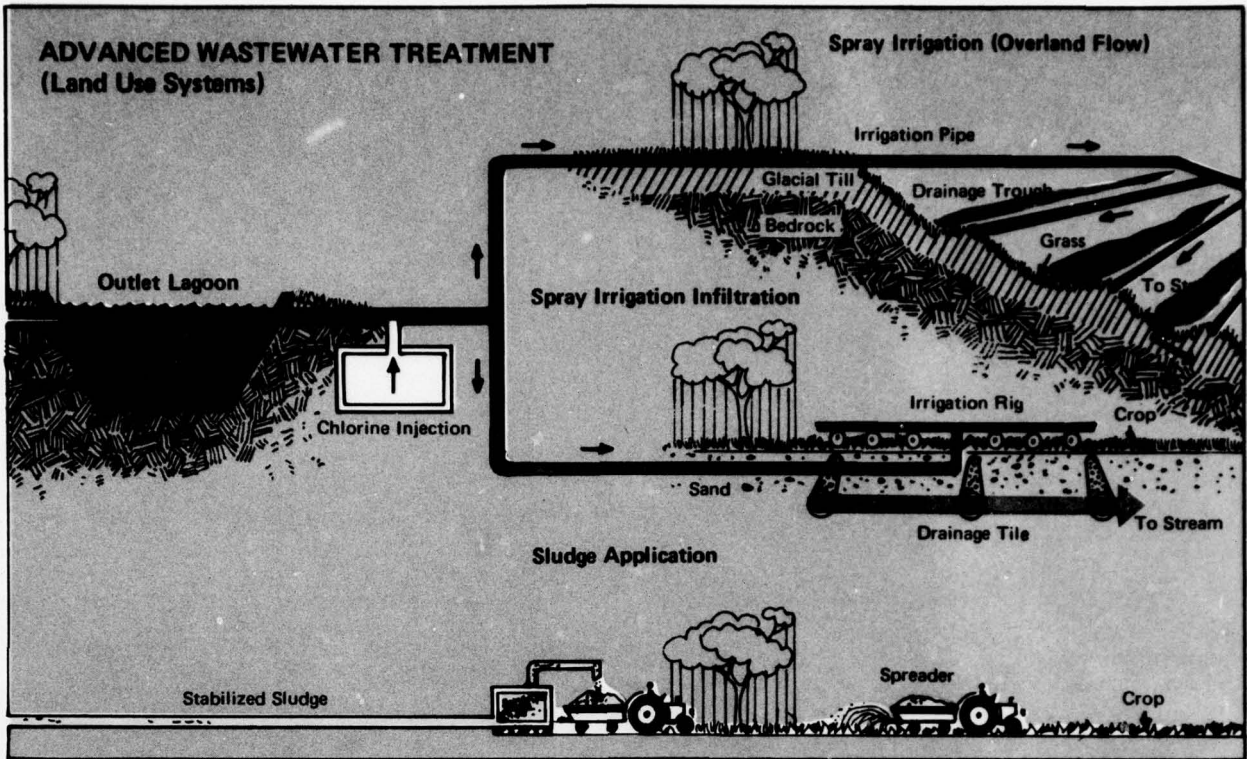 ADVANCED WASTEWATER TREATMENT
(Land Use Systems)
Spray Irrigation (Overland Flow)
Irrigation Pipe
Glacial Till
Drainage Trough
Bedrock
Grass
Outlet Lagoon
To
Spray Irrigation Infiltration
Irrigation Rig
Crop
Chlorine Injection
Sand
To Stream
Drainage Tile
Sludge Application
Spreader
Stabilized Sludge
Crop